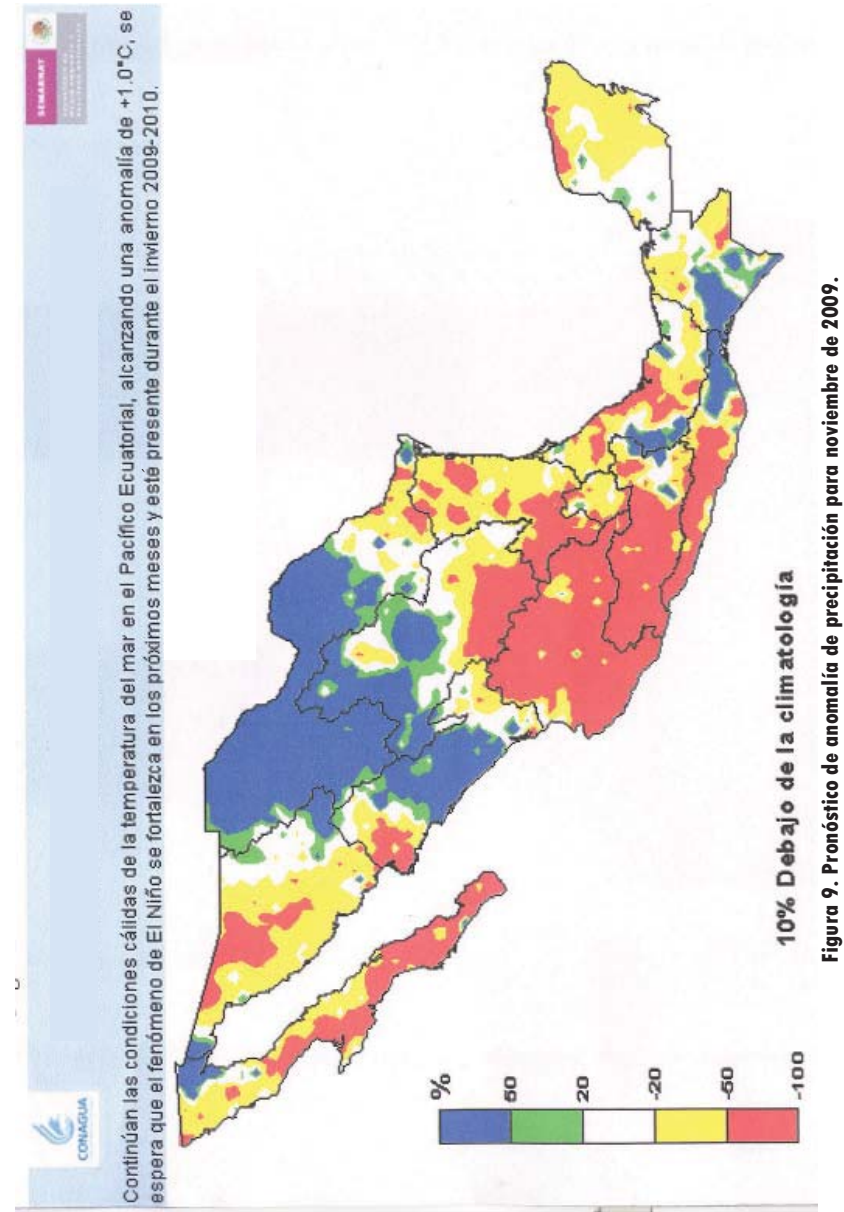 SEMARNAT
CONAGUA
Continúan las condiciones cálidas de la temperatura del mar en el Pacífico Ecuatorial, alcanzando una anomalía de +1.0°C, se
espera que el fenómeno de El Niño se fortalezca en los próximos meses y esté presente durante el invierno 2009-2010.
%
50
20
-20
-50
-100
10% Debajo de la climatología
Figura 9. Pronóstico de anomalía de precipitación para noviembre de 2009.